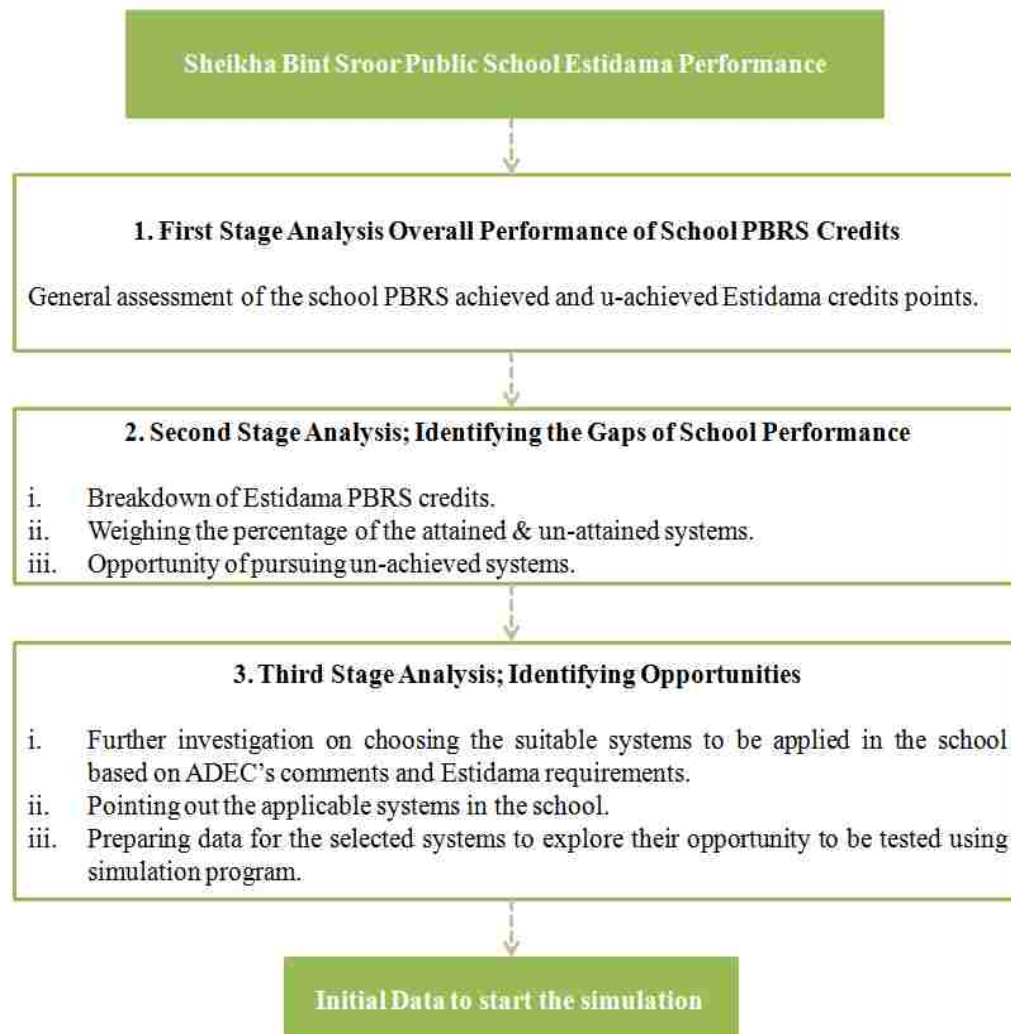 Sheikha Bint Sroor Public School Estidama Performance
1. First Stage Analysis Overall Performance of School PBRS Credits
General assessment of the school PBRS achieved and u-achieved Estidama credits points.
2. Second Stage Analysis; Identifying the Gaps of School Performance
i. Breakdown of Estidama PBRS credits.
ii. Weighing the percentage of the attained & un-attained systems.
iii. Opportunity of pursuing un-achieved systems.
3. Third Stage Analysis; Identifying Opportunities
i. Further investigation on choosing the suitable systems to be applied in the school
based on ADEC's comments and Estidama requirements.
ii. Pointing out the applicable systems in the school.
iii. Preparing data for the selected systems to explore their opportunity to be tested using
simulation program.
Initial Data to start the simulation